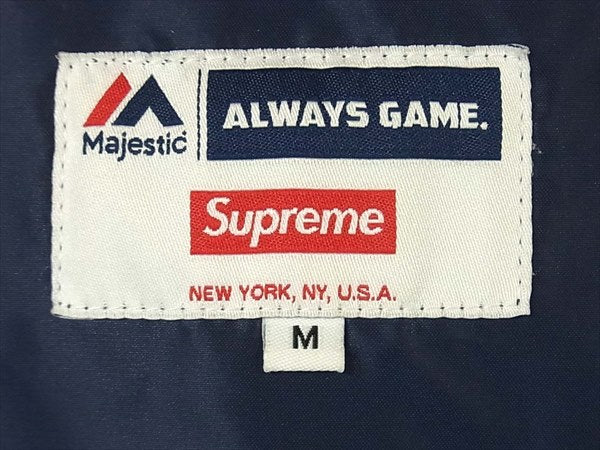 Majestic
ALWAYS GAME.
Supreme
NEW YORK, NY, U.S.A.
M